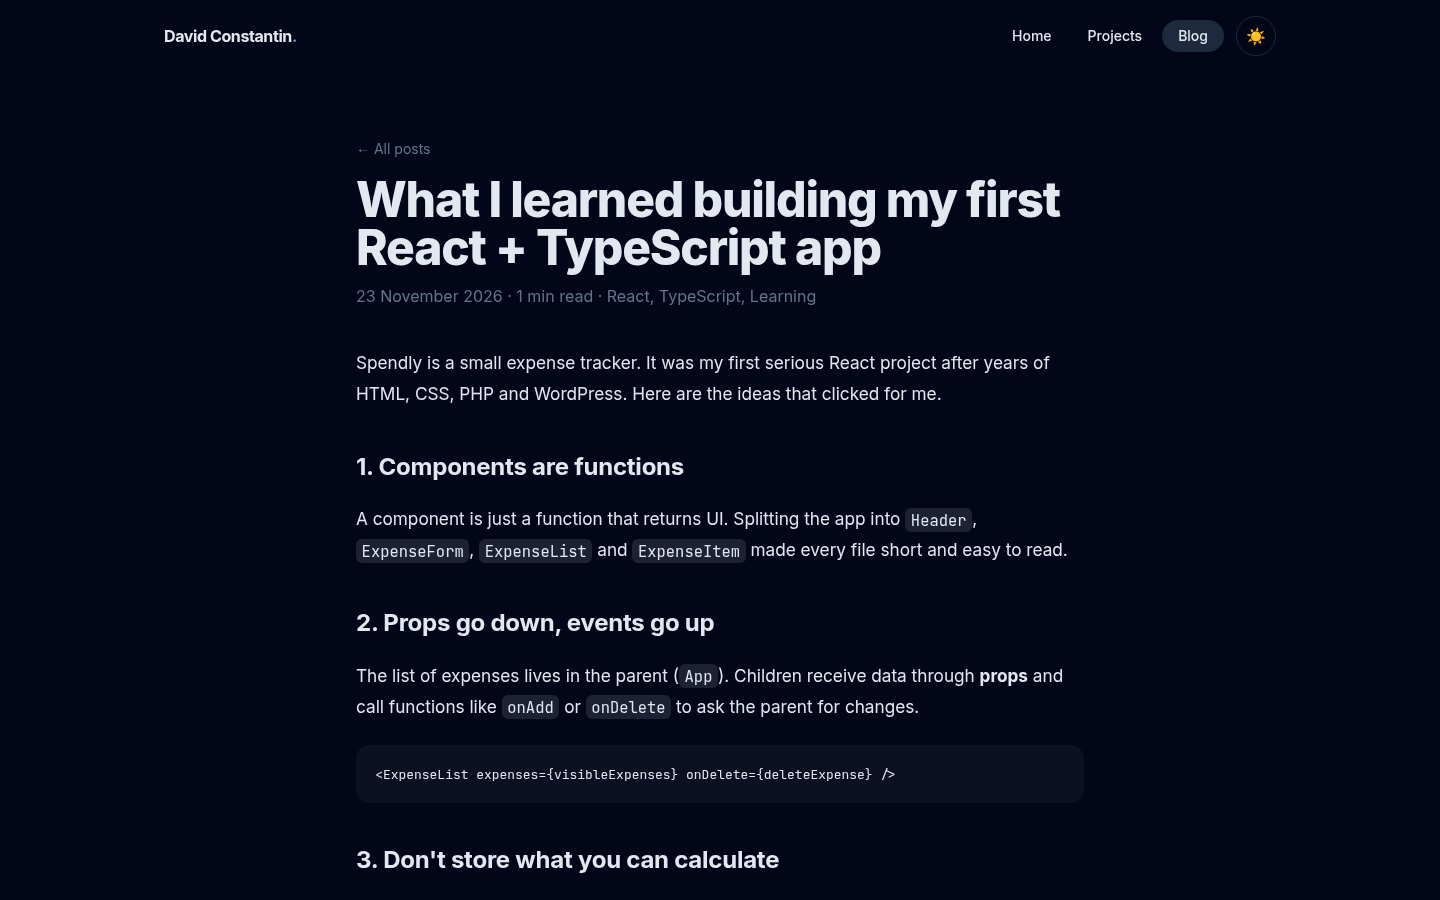 David Constantin.
Home
Projects
Blog
← All posts
What I learned building my first
React + TypeScript app
23 November 2026 · 1 min read · React, TypeScript, Learning
Spendly is a small expense tracker. It was my first serious React project after years of
HTML, CSS, PHP and WordPress. Here are the ideas that clicked for me.
1. Components are functions
A component is just a function that returns UI. Splitting the app into Header,
ExpenseForm, ExpenseList and ExpenseItem made every file short and easy to read.
2. Props go down, events go up
The list of expenses lives in the parent (App). Children receive data through props and
call functions like onAdd or onDelete to ask the parent for changes.
<ExpenseList expenses={visibleExpenses} onDelete={deleteExpense} />
3. Don't store what you can calculate